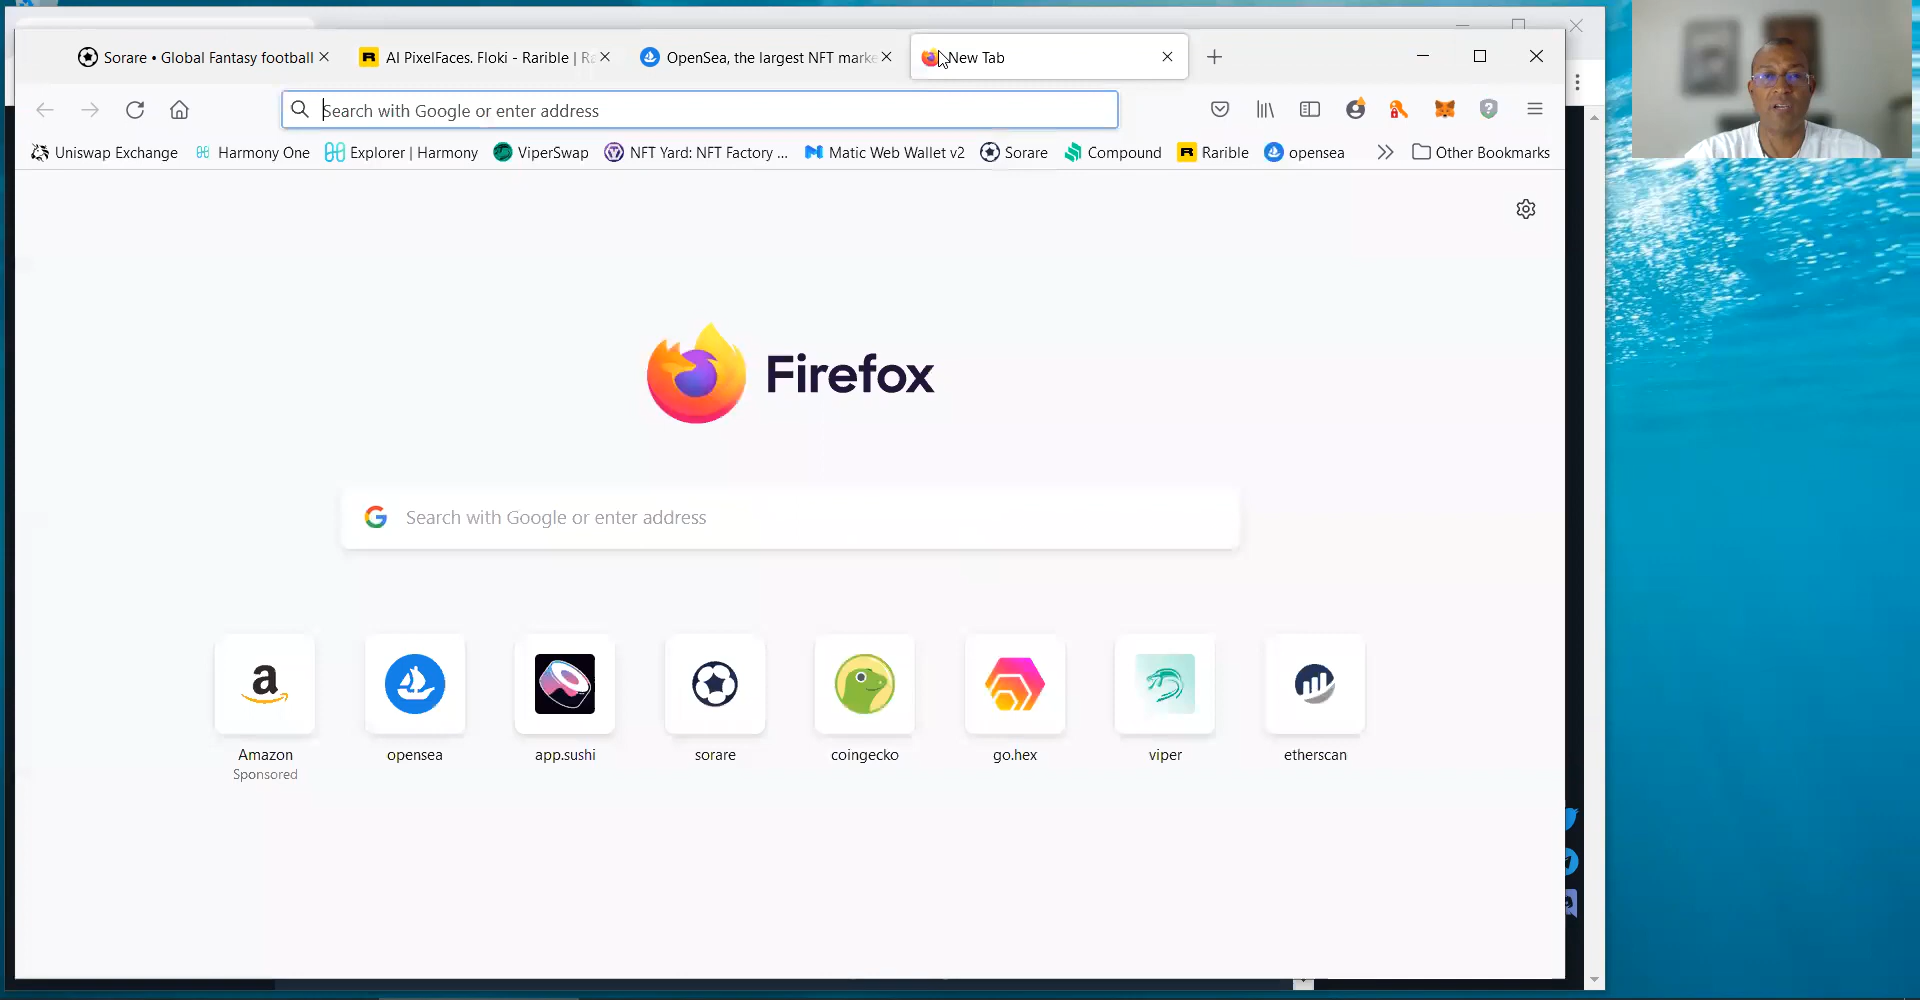 Sorare • Global Fantasy football
AI PixelFaces. Floki - Rarible | Ra
OpenSea, the largest NFT marke
New Tab
Search with Google or enter address
Uniswap Exchange
Harmony One
Explorer | Harmony
ViperSwap
NFT Yard: NFT Factory ...
Matic Web Wallet v2
Sorare
Compound
R Rarible
opensea
Other Bookmarks
Firefox
Search with Google or enter address
Amazon
Sponsored
opensea
app.sushi
sorare
coingecko
go.hex
viper
etherscan